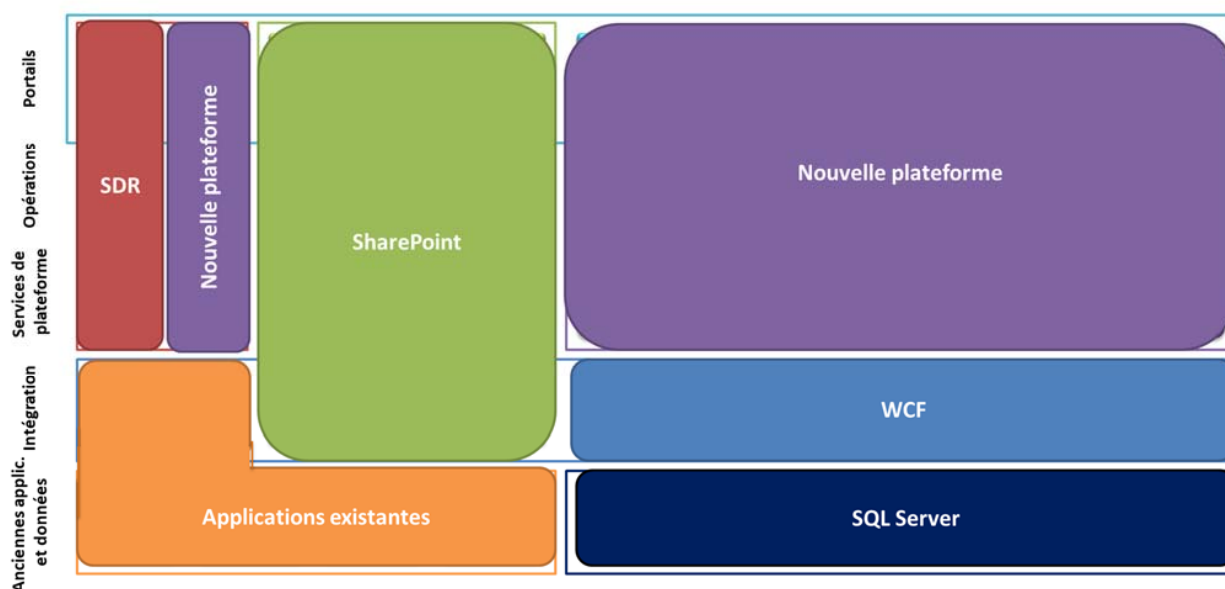 Portails
Opérations
Services de
plateforme
Intégration
Anciennes applic.
et données
SDR
Nouvelle plateforme
SharePoint
Nouvelle plateforme
WCF
Applications existantes
SQL Server